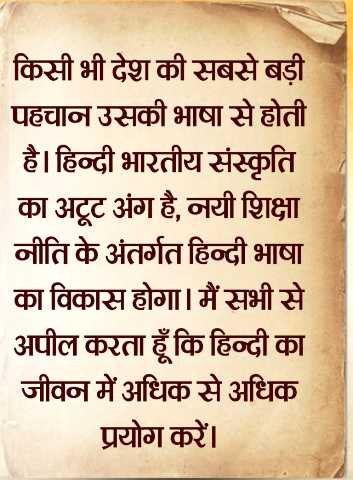 किसी भी देश की सबसे बड़ी
पहचान उसकी भाषा से होती
है। हिन्दी भारतीय संस्कृति
का अटूट अंग है, नयी शिक्षा
नीति के अंतर्गत हिन्दी भाषा
का विकास होगा। मैं सभी से
अपील करता हूँ कि हिन्दी का
जीवन में अधिक से अधिक
प्रयोग करें।